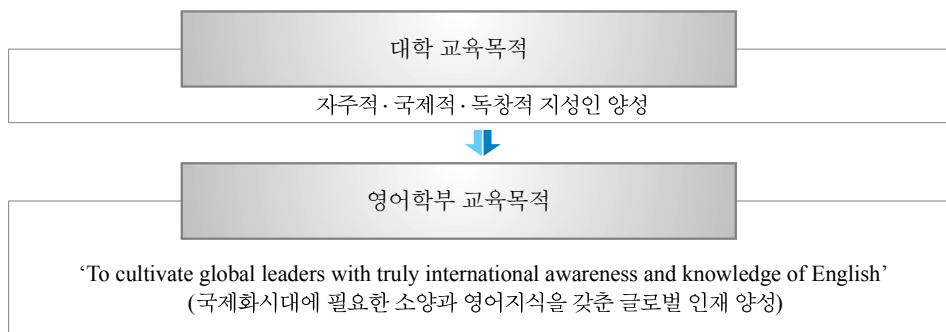 대학 교육목적
자주적·국제적·독창적 지성인 양성
영어학부 교육목적
‘To cultivate global leaders with truly international awareness and knowledge of English’
(국제화시대에 필요한 소양과 영어지식을 갖춘 글로벌 인재 양성)